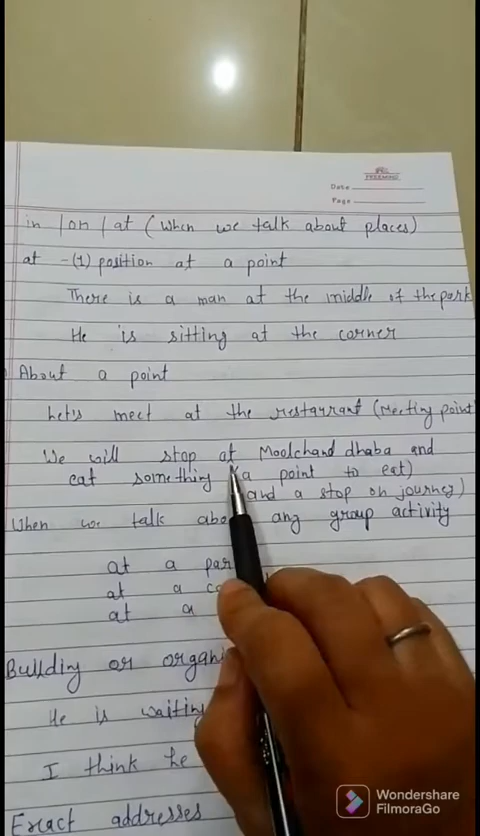 Date
Page
in / on / at (When we talk about places)
at - (1) position at a point
There is a man at the middle of the park
He is sitting at the corner
About a point
Let's meet at the restaurant (Meeting point
We will stop at Moolchand dhaba and
eat something (a point to eat)
and a stop on journey)
When we talk any group activity
at a
at a
at a
Building or
He is waiting
I think he
Exact addresses
Wondershare
FilmoraGo